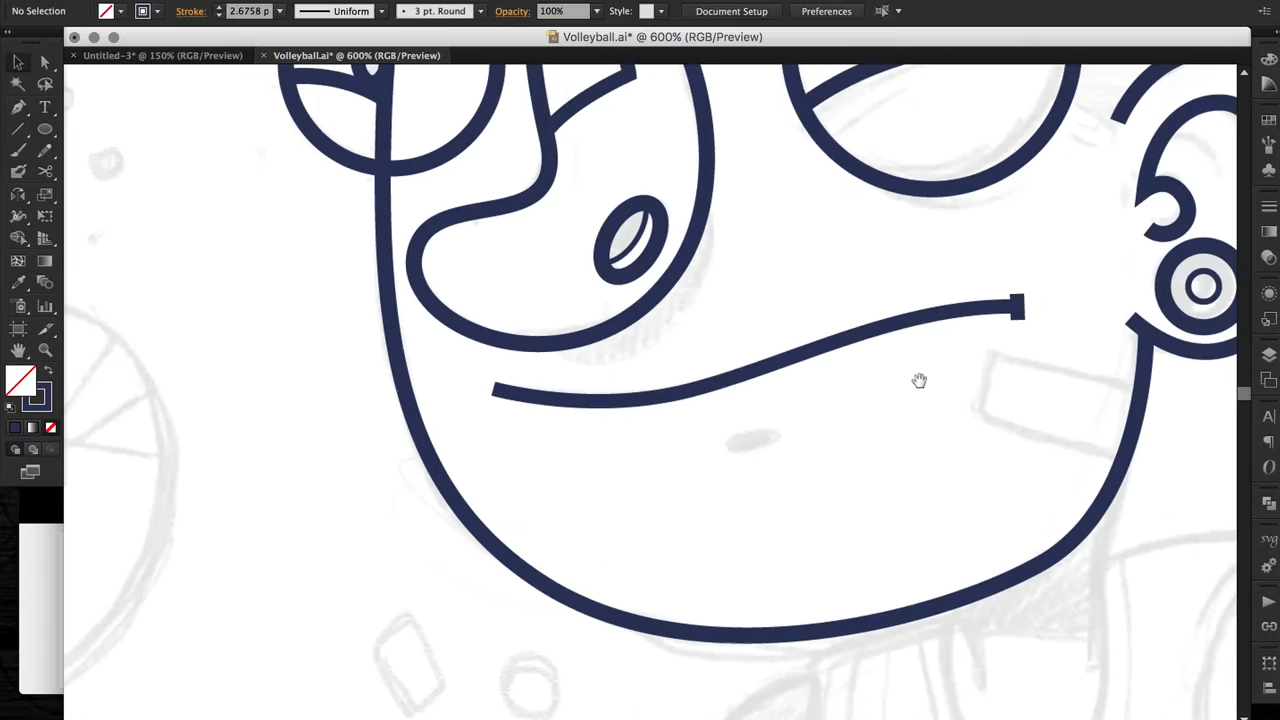 No Selection Stroke: 2.6758 p Uniform 3 pt. Round Opacity: 100% Style: Document Setup Preferences
Volleyball.ai* @ 600% (RGB/Preview)
Untitled-3* @ 150% (RGB/Preview) Volleyball.ai* @ 600% (RGB/Preview)